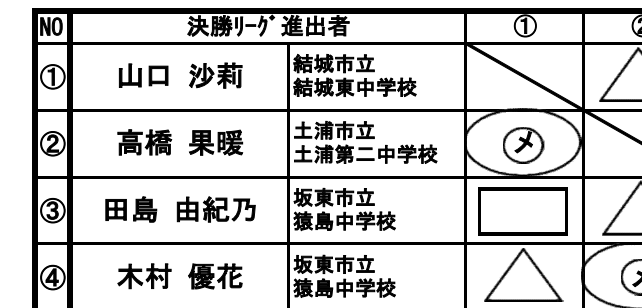 NO 決勝ﾘｰｸﾞ進出者 ①
① 山口 沙莉 結城市立
結城東中学校
② 高橋 果暖 土浦市立
土浦第二中学校 メ
③ 田島 由紀乃 坂東市立
猿島中学校
④ 木村 優花 坂東市立
猿島中学校